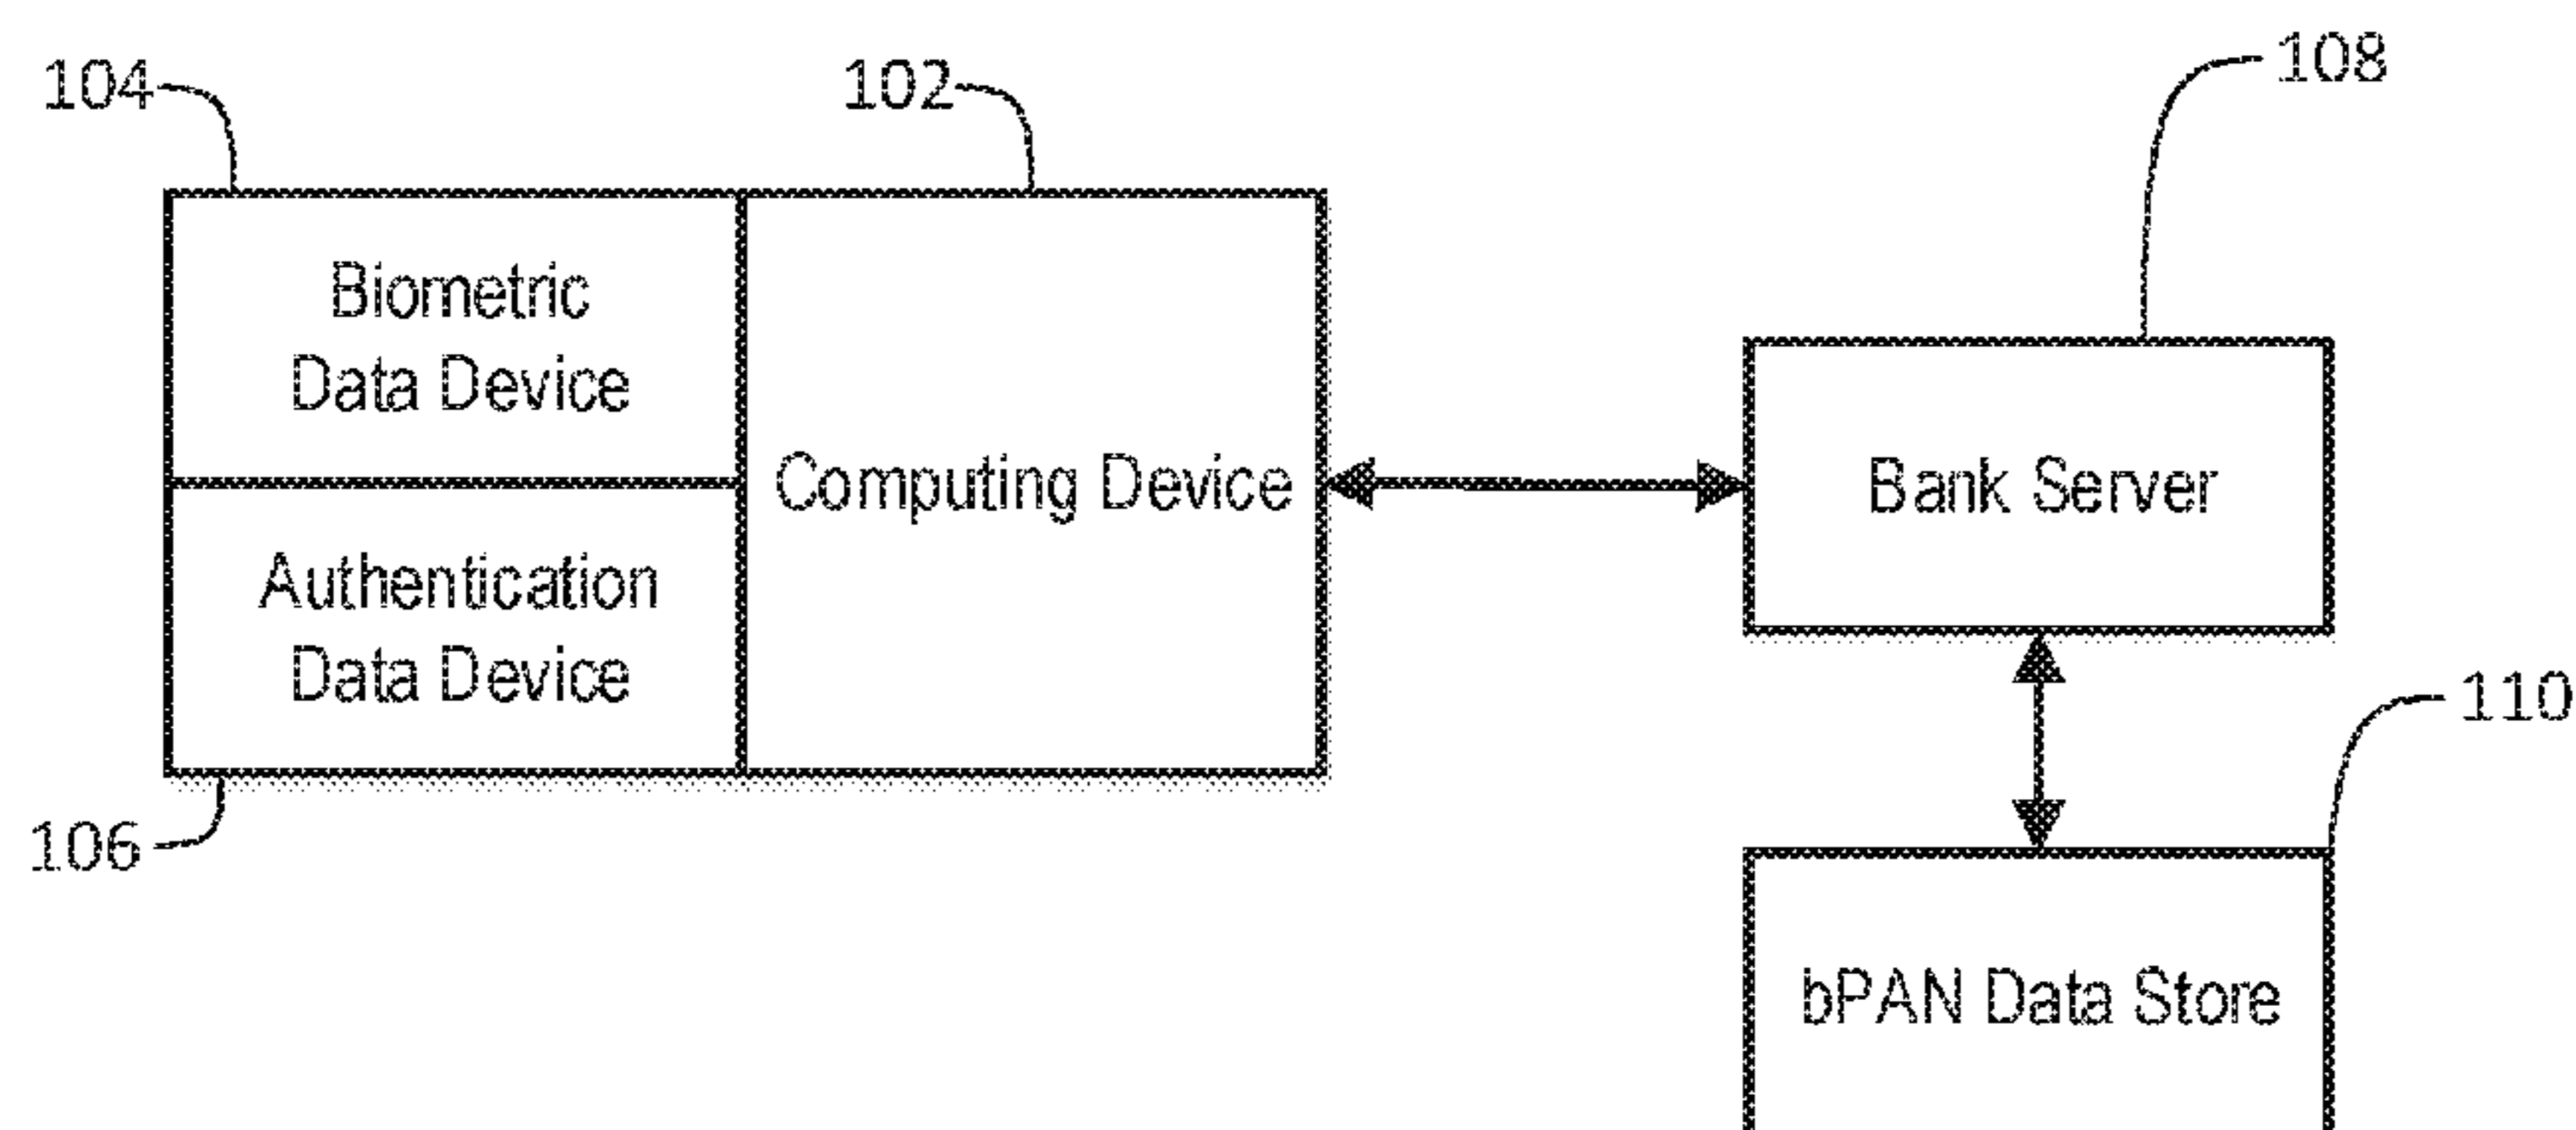 104
102
108
Biometric
Data Device
Computing Device
Bank Server
Authentication
Data Device
110
106
bPAN Data Store